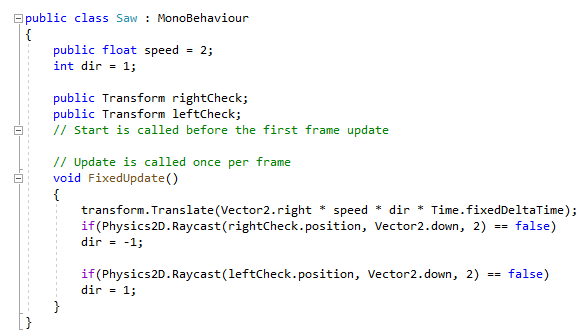 public class Saw : MonoBehaviour
{
    public float speed = 2;
    int dir = 1;

    public Transform rightCheck;
    public Transform leftCheck;
    // Start is called before the first frame update

    // Update is called once per frame
    void FixedUpdate()
    {
        transform.Translate(Vector2.right * speed * dir * Time.fixedDeltaTime);
        if(Physics2D.Raycast(rightCheck.position, Vector2.down, 2) == false)
        dir = -1;

        if(Physics2D.Raycast(leftCheck.position, Vector2.down, 2) == false)
        dir = 1;
    }
}